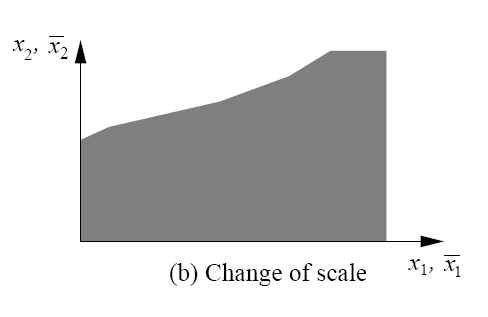 x₂, x̅₂
(b) Change of scale
x₁, x̅₁